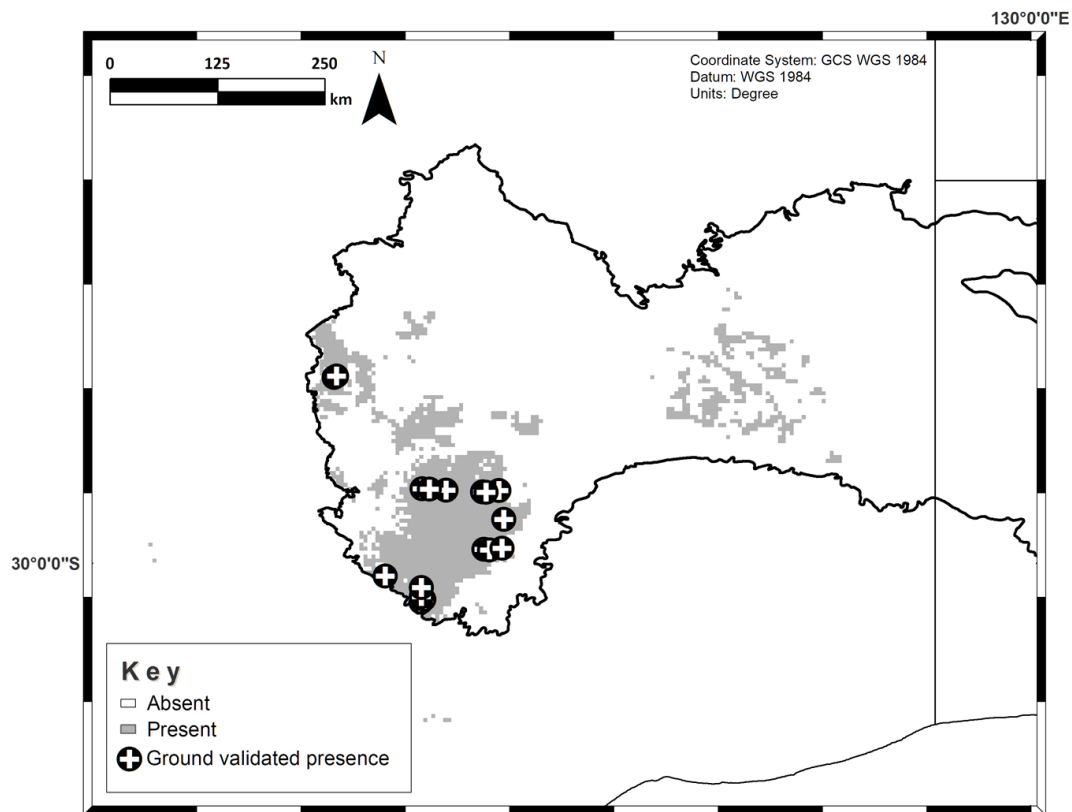 130°0'0"E
0 125 250
km
N
Coordinate System: GCS WGS 1984
Datum: WGS 1984
Units: Degree
30°0'0"S
Key
Absent
Present
Ground validated presence